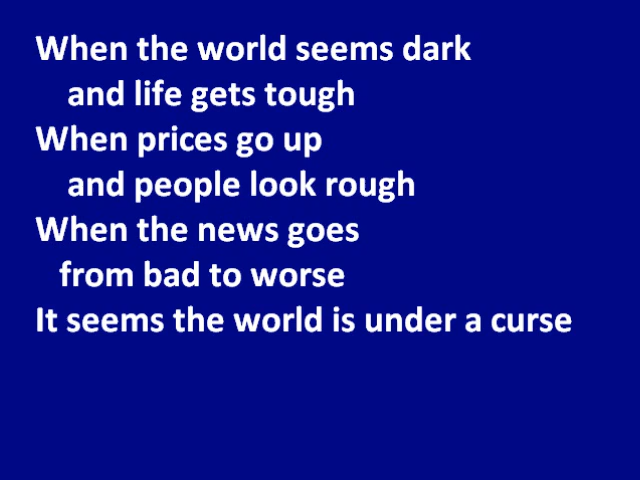 When the world seems dark
and life gets tough
When prices go up
and people look rough
When the news goes
from bad to worse
It seems the world is under a curse